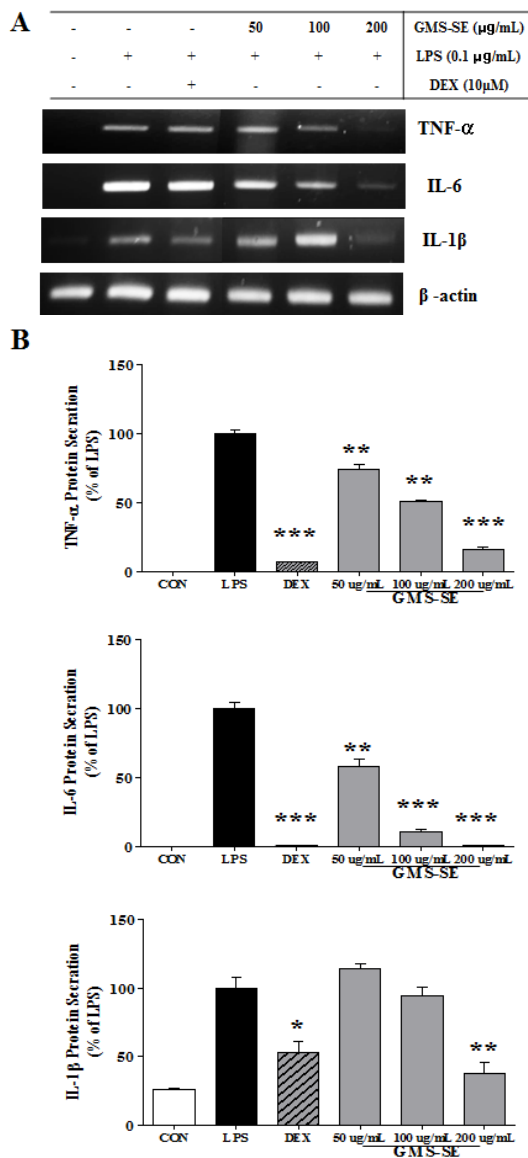 A
- - - 50 100 200 GMS-SE (μg/mL)
- + + + + + LPS (0.1 μg/mL)
- - + - - - DEX (10μM)
TNF-α
IL-6
IL-1β
β -actin
B
TNF-α Protein Secration
(% of LPS)
150
100
50
0
**
**
***
***
CON LPS DEX 50 ug/mL 100 ug/mL 200 ug/mL
GMS-SE
IL-6 Protein Secration
(% of LPS)
150
100
50
0
**
***
***
***
CON LPS DEX 50 ug/mL 100 ug/mL 200 ug/mL
GMS-SE
IL-1β Protein Secration
(% of LPS)
150
100
50
0
*
**
CON LPS DEX 50 ug/mL 100 ug/mL 200 ug/mL
GMS-SE